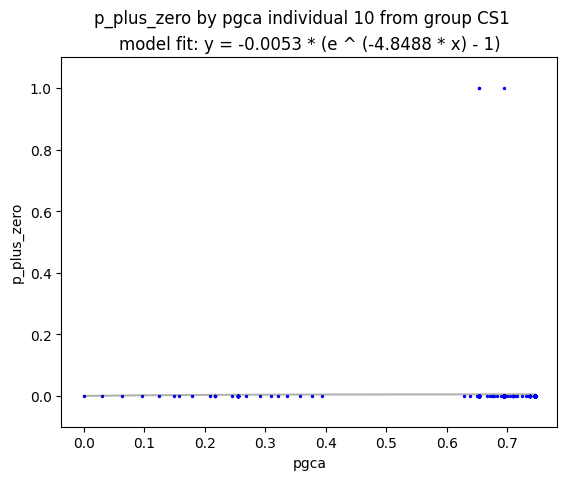 p_plus_zero by pgca individual 10 from group CS1
model fit: y = -0.0053 * (e ^ (-4.8488 * x) - 1)
1.0
0.8
0.6
0.4
0.2
0.0
p_plus_zero
0.0 0.1 0.2 0.3 0.4 0.5 0.6 0.7
pgca